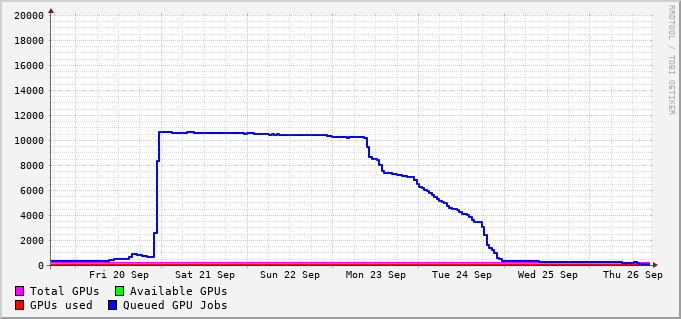 RRDTOOL / TOBI OETIKER
20000
18000
16000
14000
12000
10000
8000
6000
4000
2000
0
Fri 20 Sep Sat 21 Sep Sun 22 Sep Mon 23 Sep Tue 24 Sep Wed 25 Sep Thu 26 Sep
Total GPUs Available GPUs
GPUs used Queued GPU Jobs